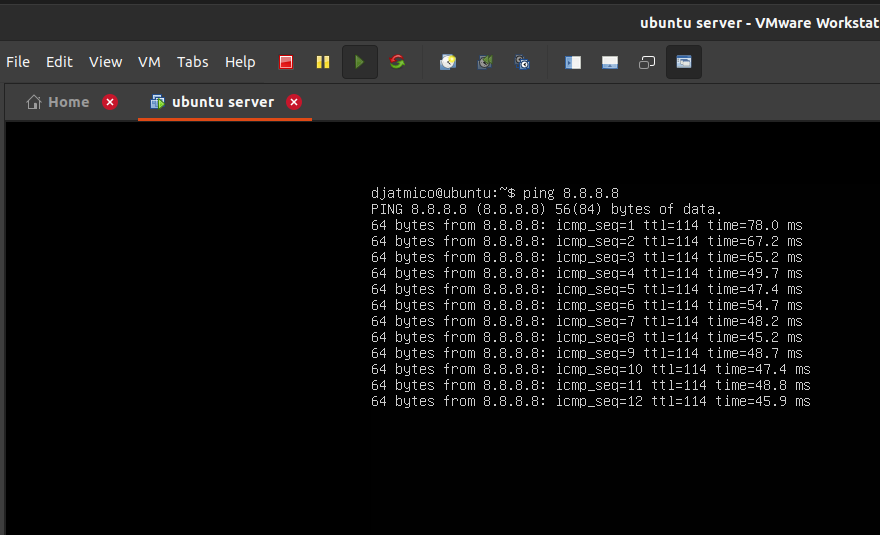 ubuntu server - VMware Workstat
File Edit View VM Tabs Help
Home ubuntu server
djatmico@ubuntu:~$ ping 8.8.8.8
PING 8.8.8.8 (8.8.8.8) 56(84) bytes of data.
64 bytes from 8.8.8.8: icmp_seq=1 ttl=114 time=78.0 ms
64 bytes from 8.8.8.8: icmp_seq=2 ttl=114 time=67.2 ms
64 bytes from 8.8.8.8: icmp_seq=3 ttl=114 time=65.2 ms
64 bytes from 8.8.8.8: icmp_seq=4 ttl=114 time=49.7 ms
64 bytes from 8.8.8.8: icmp_seq=5 ttl=114 time=47.4 ms
64 bytes from 8.8.8.8: icmp_seq=6 ttl=114 time=54.7 ms
64 bytes from 8.8.8.8: icmp_seq=7 ttl=114 time=48.2 ms
64 bytes from 8.8.8.8: icmp_seq=8 ttl=114 time=45.2 ms
64 bytes from 8.8.8.8: icmp_seq=9 ttl=114 time=48.7 ms
64 bytes from 8.8.8.8: icmp_seq=10 ttl=114 time=47.4 ms
64 bytes from 8.8.8.8: icmp_seq=11 ttl=114 time=48.8 ms
64 bytes from 8.8.8.8: icmp_seq=12 ttl=114 time=45.9 ms